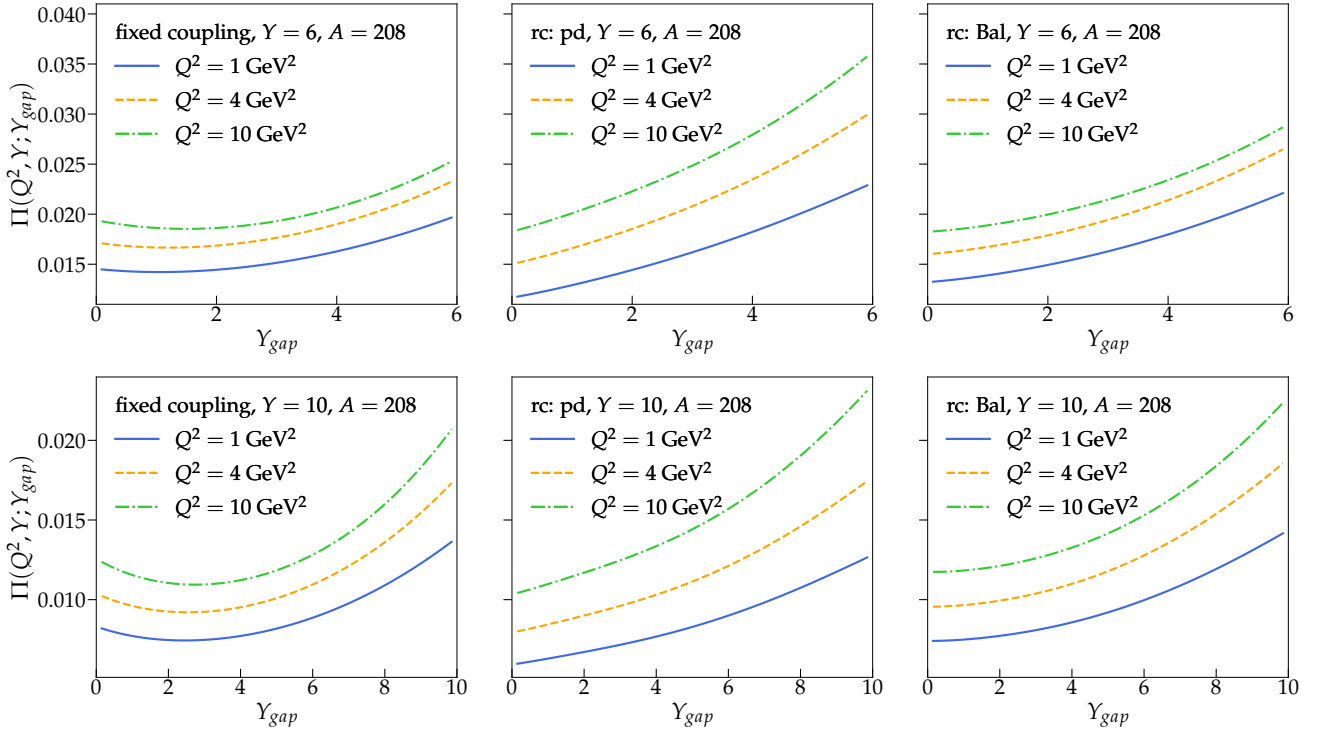 0.040
0.035
0.030
0.025
0.020
0.015
Π(Q², Y; Y_gap)
fixed coupling, Y = 6, A = 208
Q² = 1 GeV²
Q² = 4 GeV²
Q² = 10 GeV²
0 2 4 6
Y_gap
rc: pd, Y = 6, A = 208
Q² = 1 GeV²
Q² = 4 GeV²
Q² = 10 GeV²
0 2 4 6
Y_gap
rc: Bal, Y = 6, A = 208
Q² = 1 GeV²
Q² = 4 GeV²
Q² = 10 GeV²
0 2 4 6
Y_gap
0.020
0.015
0.010
Π(Q², Y; Y_gap)
fixed coupling, Y = 10, A = 208
Q² = 1 GeV²
Q² = 4 GeV²
Q² = 10 GeV²
0 2 4 6 8 10
Y_gap
rc: pd, Y = 10, A = 208
Q² = 1 GeV²
Q² = 4 GeV²
Q² = 10 GeV²
0 2 4 6 8 10
Y_gap
rc: Bal, Y = 10, A = 208
Q² = 1 GeV²
Q² = 4 GeV²
Q² = 10 GeV²
0 2 4 6 8 10
Y_gap